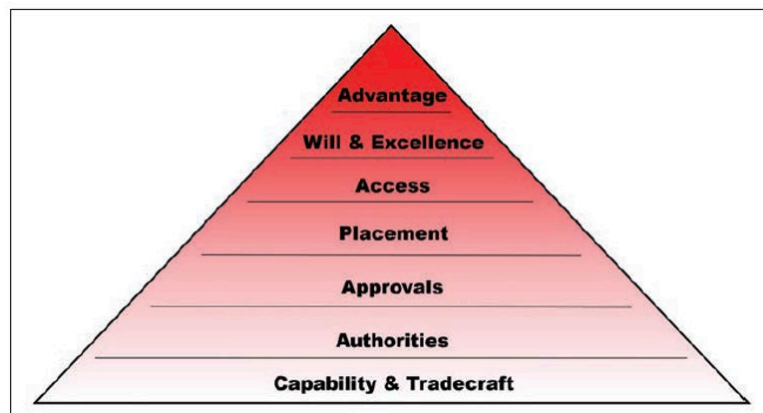 Advantage
Will & Excellence
Access
Placement
Approvals
Authorities
Capability & Tradecraft